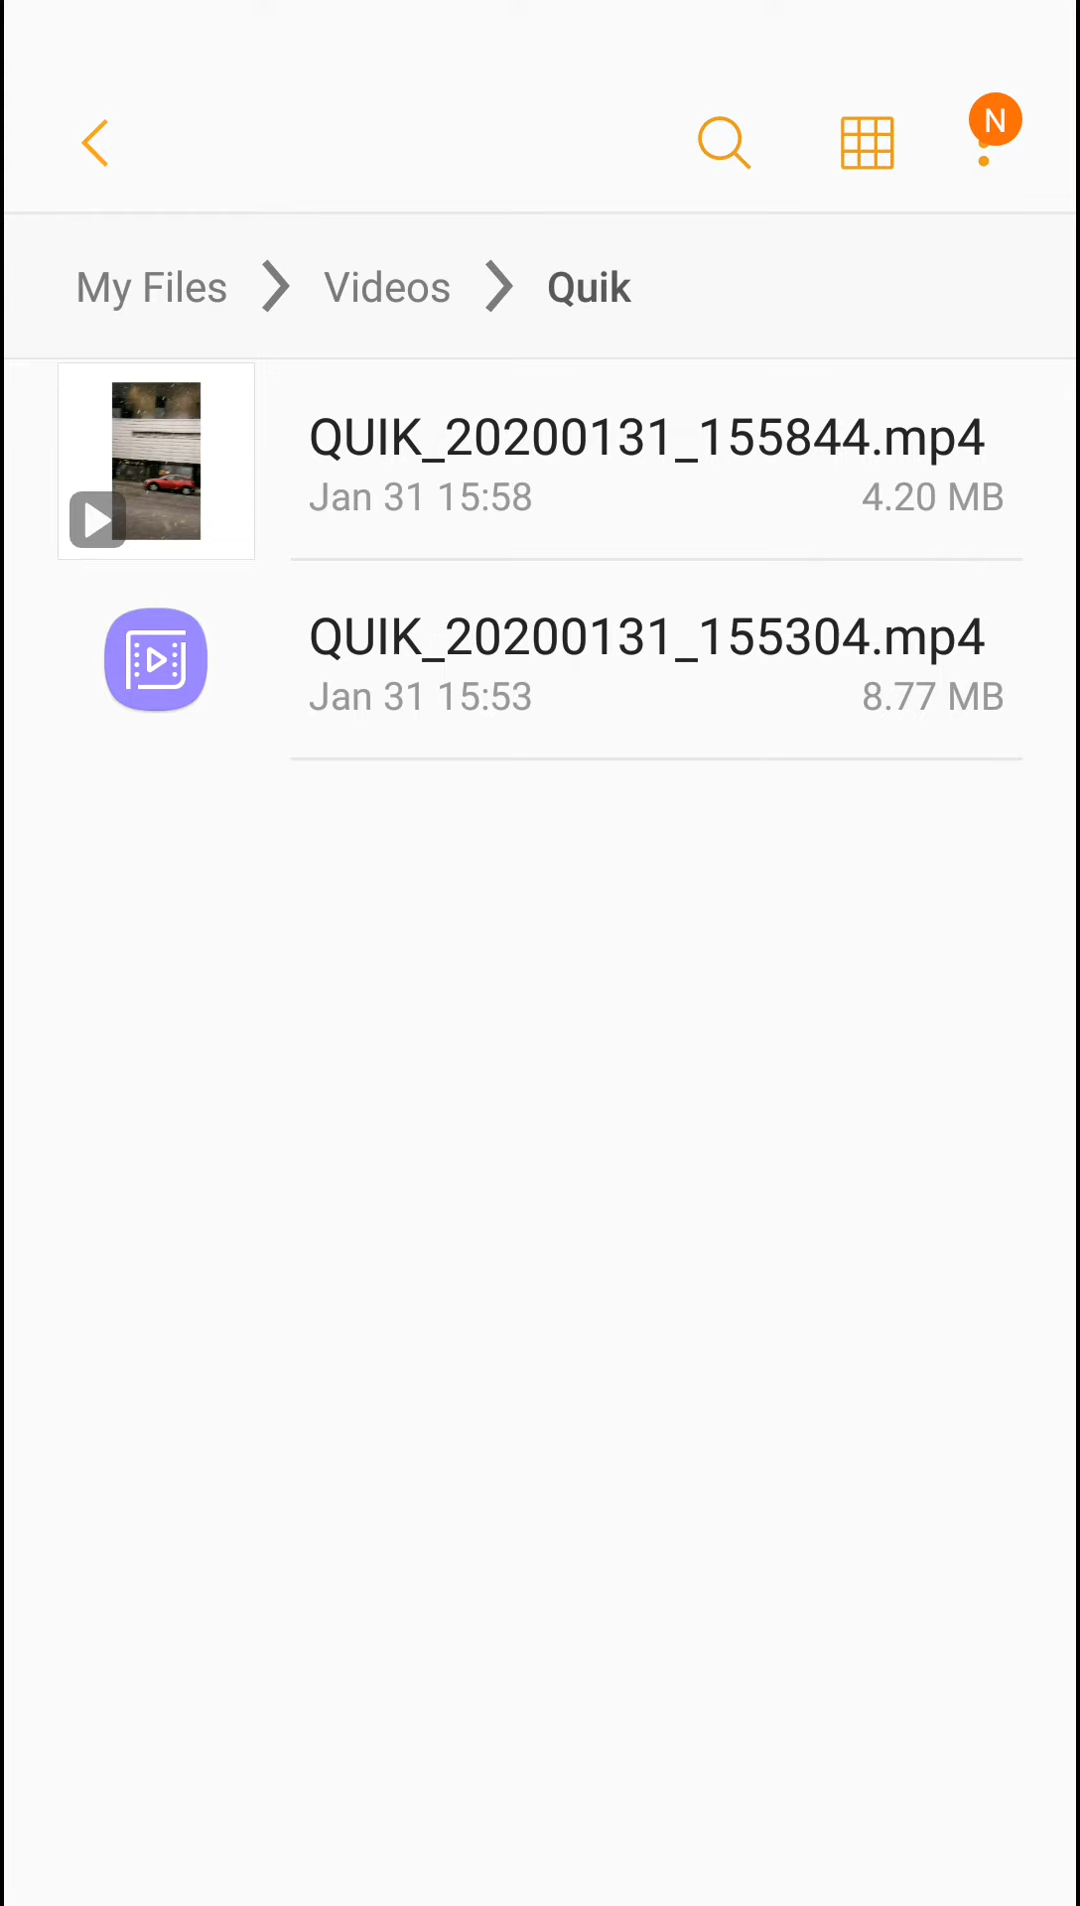 N
My Files > Videos > Quik
QUIK_20200131_155844.mp4
Jan 31 15:58 4.20 MB
QUIK_20200131_155304.mp4
Jan 31 15:53 8.77 MB